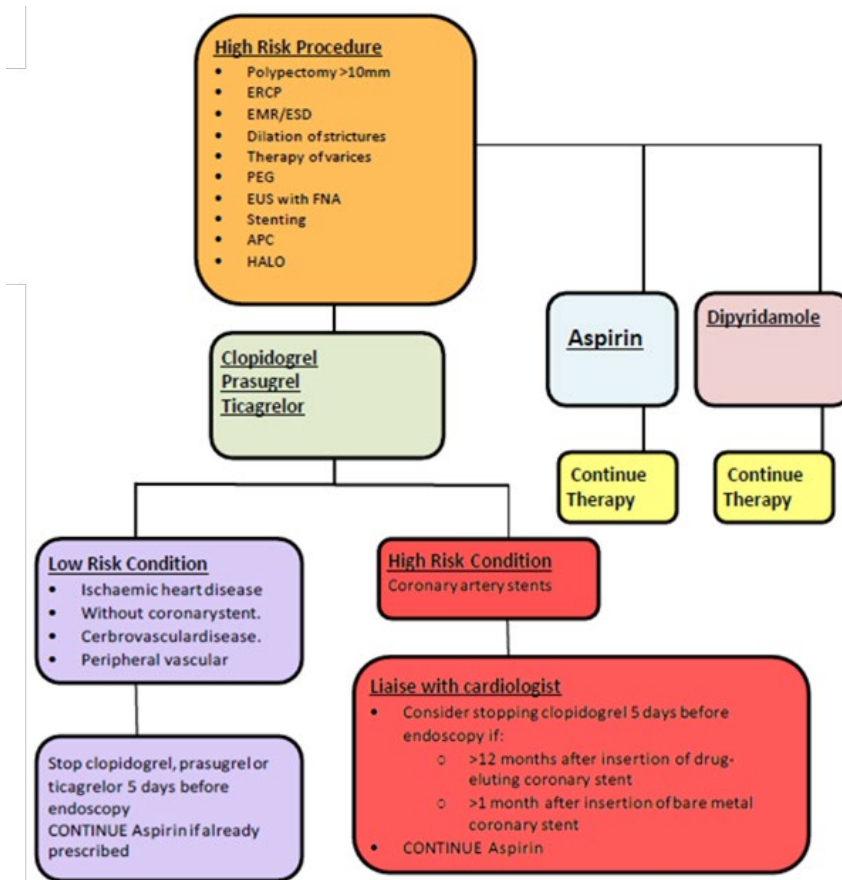 High Risk Procedure
• Polypectomy >10mm
• ERCP
• EMR/ESD
• Dilation of strictures
• Therapy of varices
• PEG
• EUS with FNA
• Stenting
• APC
• HALO
Aspirin
Dipyridamole
Clopidogrel
Prasugrel
Ticagrelor
Continue
Therapy
Continue
Therapy
Low Risk Condition
• Ischaemic heart disease
• Without coronarystent.
• Cerbrovasculardisease.
• Peripheral vascular
High Risk Condition
Coronary artery stents
Stop clopidogrel, prasugrel or
ticagrelor 5 days before
endoscopy
CONTINUE Aspirin if already
prescribed
Liaise with cardiologist
• Consider stopping clopidogrel 5 days before
endoscopy if:
○ >12 months after insertion of drug-
eluting coronary stent
○ >1 month after insertion of bare metal
coronary stent
• CONTINUE Aspirin